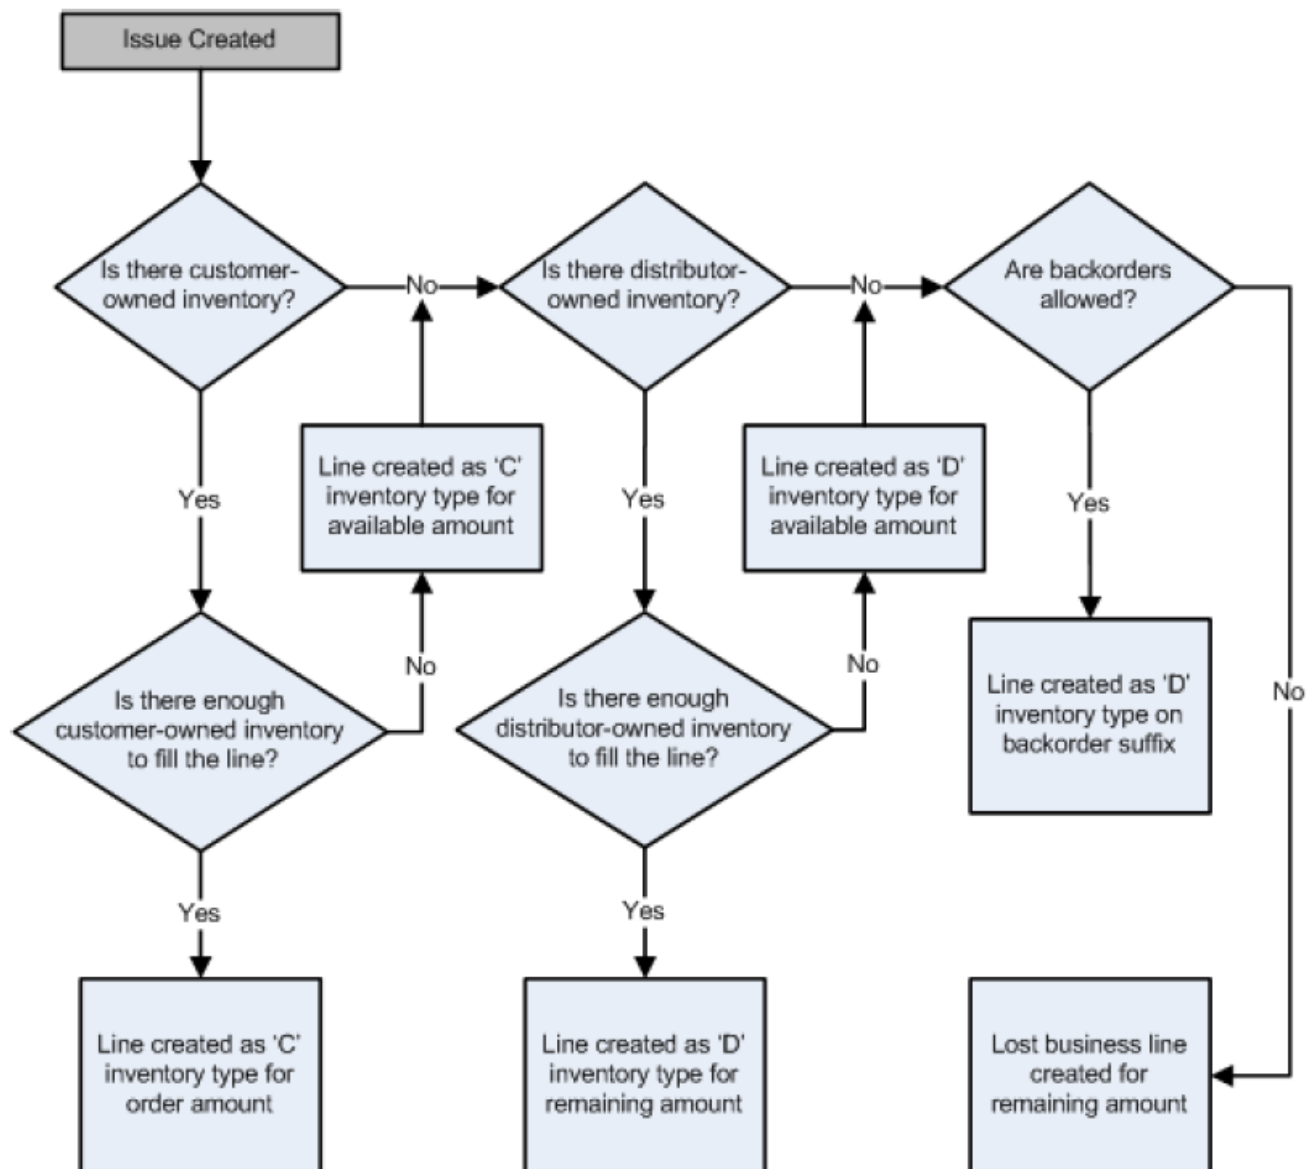 Issue Created
Is there customer-
owned inventory?
No
Is there distributor-
owned inventory?
No
Are backorders
allowed?
Yes
Line created as 'C'
inventory type for
available amount
Yes
Line created as 'D'
inventory type for
available amount
Yes
No
No
Is there enough
customer-owned inventory
to fill the line?
Is there enough
distributor-owned inventory
to fill the line?
Line created as 'D'
inventory type on
backorder suffix
No
Yes
Yes
Line created as 'C'
inventory type for
order amount
Line created as 'D'
inventory type for
remaining amount
Lost business line
created for
remaining amount